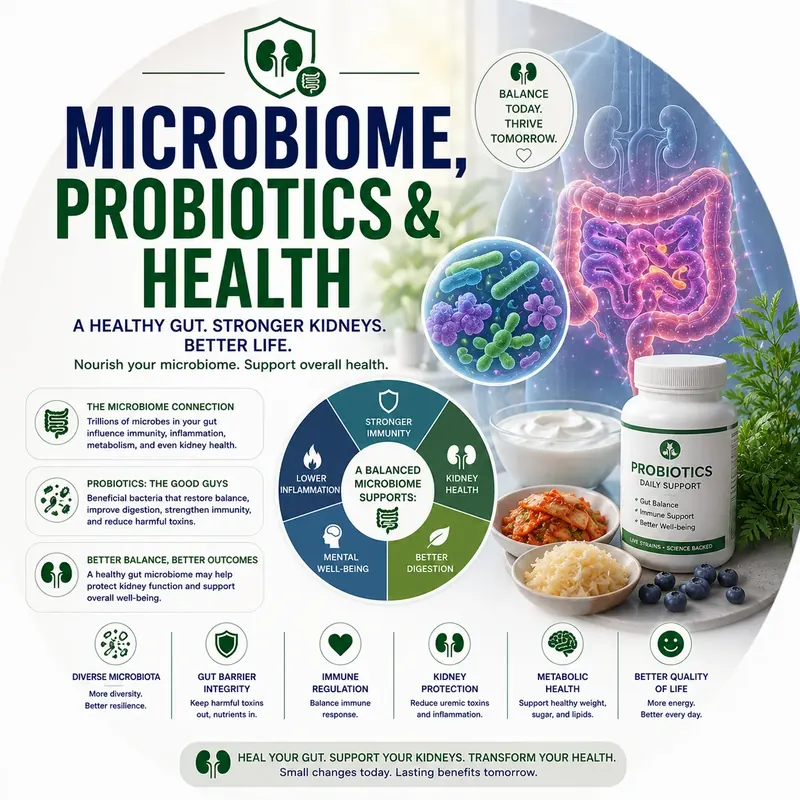 MICROBIOME,
PROBIOTICS &
HEALTH
A HEALTHY GUT. STRONGER KIDNEYS.
BETTER LIFE.
Nourish your microbiome. Support overall health.
BALANCE
TODAY.
THRIVE
TOMORROW.
THE MICROBIOME CONNECTION
Trillions of microbes in your gut
influence immunity, inflammation,
metabolism, and even kidney health.
PROBIOTICS: THE GOOD GUYS
Beneficial bacteria that restore balance,
improve digestion, strengthen immunity,
and reduce harmful toxins.
BETTER BALANCE, BETTER OUTCOMES
A healthy gut microbiome may help
protect kidney function and support
overall well-being.
A BALANCED
MICROBIOME
SUPPORTS:
STRONGER
IMMUNITY
KIDNEY
HEALTH
BETTER
DIGESTION
MENTAL
WELL-BEING
LOWER
INFLAMMATION
PROBIOTICS
DAILY SUPPORT
Gut Balance
Immune Support
Better Well-being
LIVE STRAINS • SCIENCE BACKED
DIVERSE MICROBIOTA
More diversity.
Better resilience.
GUT BARRIER
INTEGRITY
Keep harmful toxins
out, nutrients in.
IMMUNE
REGULATION
Balance immune
response.
KIDNEY
PROTECTION
Reduce uremic toxins
and inflammation.
METABOLIC
HEALTH
Support healthy weight,
sugar, and lipids.
BETTER QUALITY
OF LIFE
More energy.
Better every day.
HEAL YOUR GUT. SUPPORT YOUR KIDNEYS. TRANSFORM YOUR HEALTH.
Small changes today. Lasting benefits tomorrow.